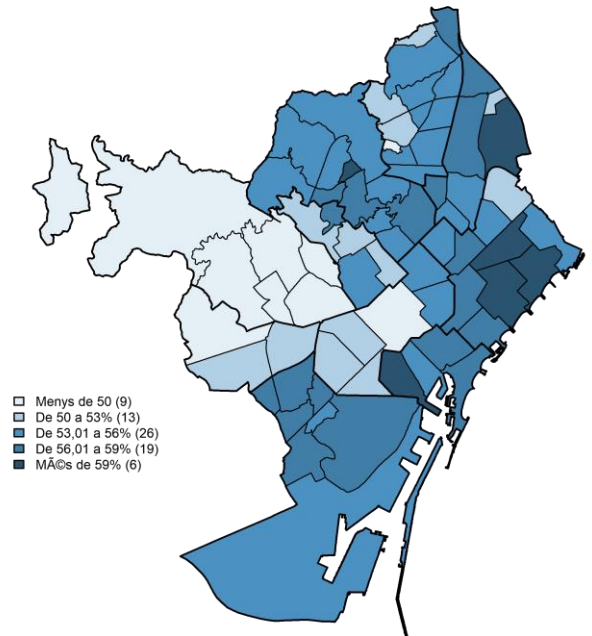 Menys de 50 (9)
De 50 a 53% (13)
De 53,01 a 56% (26)
De 56,01 a 59% (19)
MÃ©s de 59% (6)